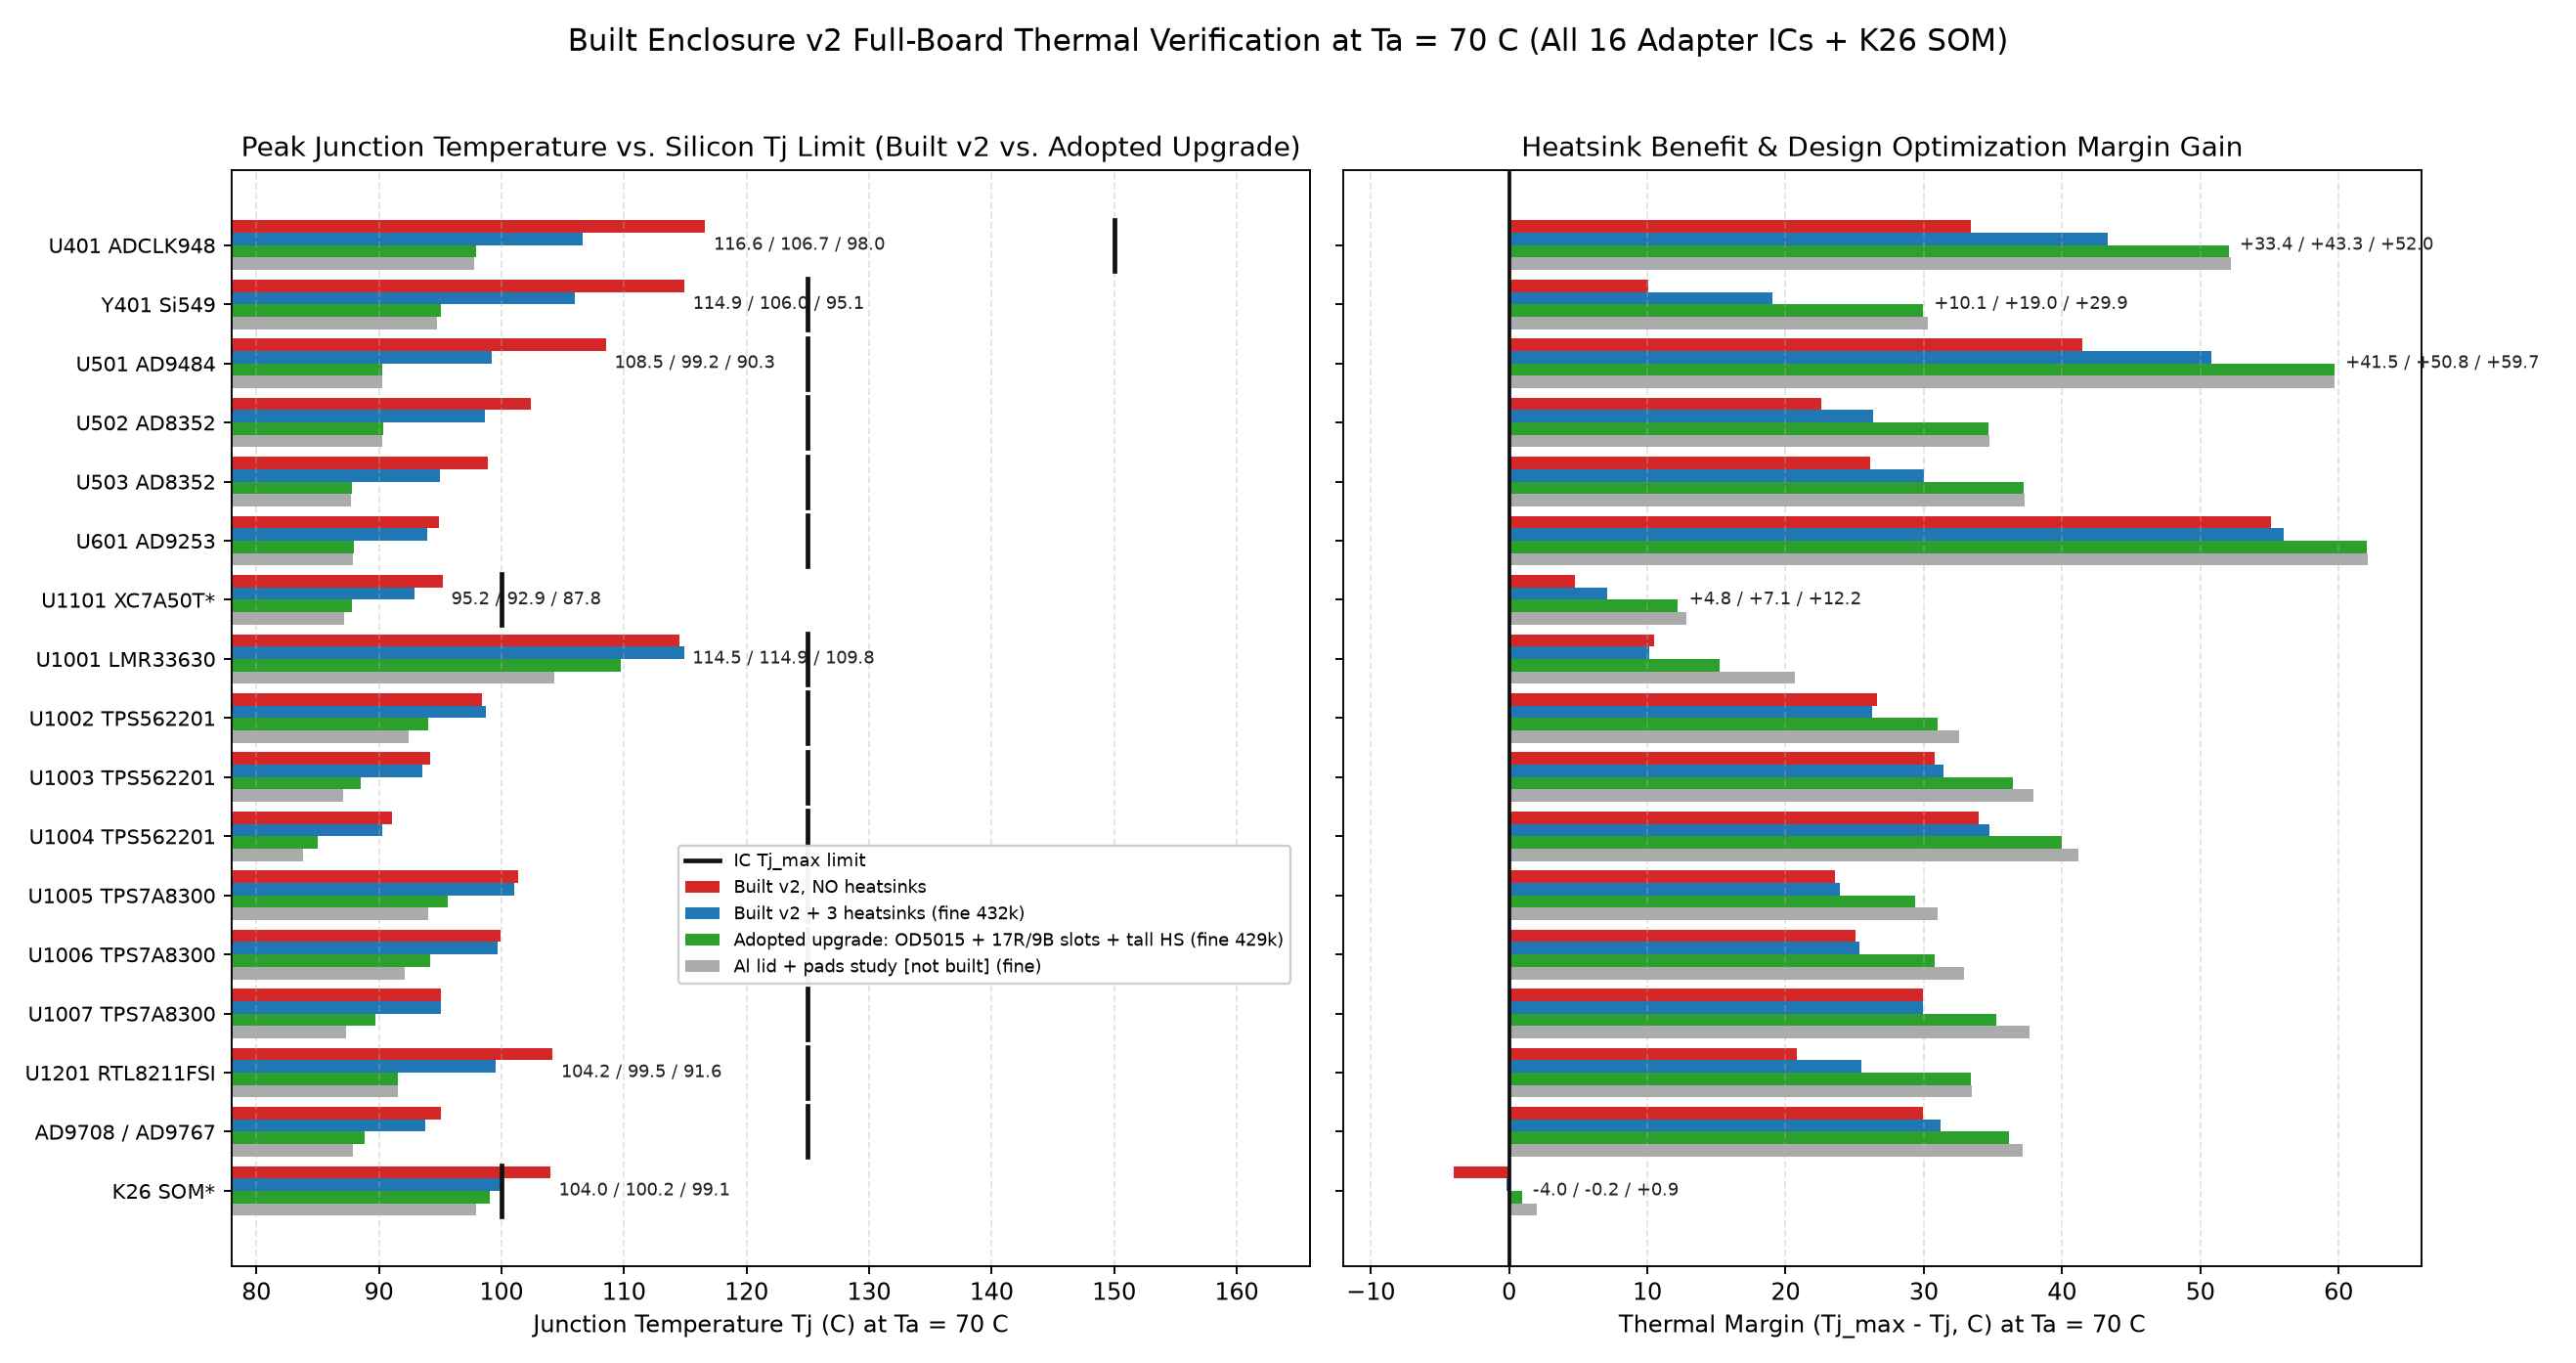 Built Enclosure v2 Full-Board Thermal Verification at Ta = 70 C (All 16 Adapter ICs + K26 SOM)
Peak Junction Temperature vs. Silicon Tj Limit (Built v2 vs. Adopted Upgrade)
U401 ADCLK948
116.6 / 106.7 / 98.0
Y401 Si549
114.9 / 106.0 / 95.1
U501 AD9484
108.5 / 99.2 / 90.3
U502 AD8352
U503 AD8352
U601 AD9253
U1101 XC7A50T*
95.2 / 92.9 / 87.8
U1001 LMR33630
114.5 / 114.9 / 109.8
U1002 TPS562201
U1003 TPS562201
U1004 TPS562201
U1005 TPS7A8300
U1006 TPS7A8300
U1007 TPS7A8300
U1201 RTL8211FSI
104.2 / 99.5 / 91.6
AD9708 / AD9767
K26 SOM*
104.0 / 100.2 / 99.1
IC Tj_max limit
Built v2, NO heatsinks
Built v2 + 3 heatsinks (fine 432k)
Adopted upgrade: OD5015 + 17R/9B slots + tall HS (fine 429k)
Al lid + pads study [not built] (fine)
80 90 100 110 120 130 140 150 160
Junction Temperature Tj (C) at Ta = 70 C
Heatsink Benefit & Design Optimization Margin Gain
+33.4 / +43.3 / +52.0
+10.1 / +19.0 / +29.9
+41.5 / +50.8 / +59.7
+4.8 / +7.1 / +12.2
-4.0 / -0.2 / +0.9
−10 0 10 20 30 40 50 60
Thermal Margin (Tj_max - Tj, C) at Ta = 70 C